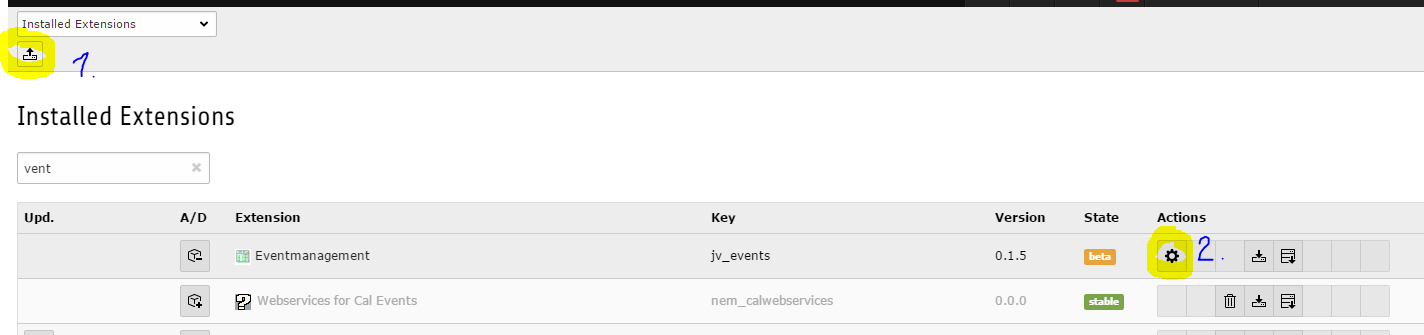 Installed Extensions
1.
Installed Extensions
vent
Upd. A/D Extension Key Version State Actions
Eventmanagement jv_events 0.1.5 beta 2.
Webservices for Cal Events nem_calwebservices 0.0.0 stable